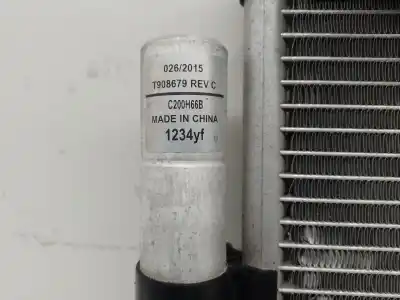 026/2015
T908679 REV C
C200H66B
MADE IN CHINA
1234yf